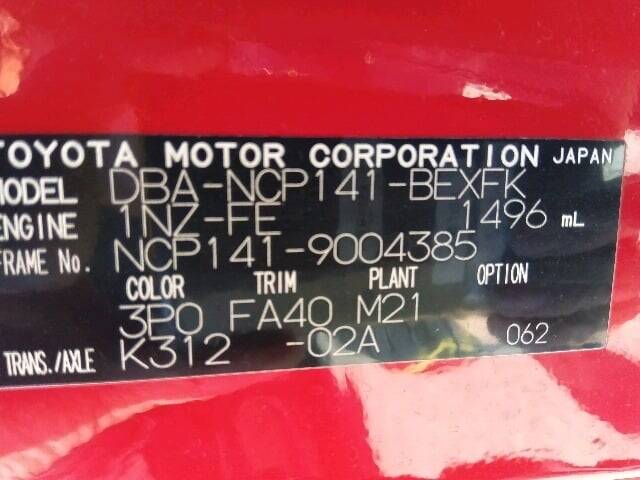 TOYOTA MOTOR CORPORATION JAPAN
MODEL DBA-NCP141-BEXFK
ENGINE 1NZ-FE 1496 mL
FRAME No. NCP141-9004385
COLOR TRIM PLANT OPTION
3P0 FA40 M21
TRANS./AXLE K312 -02A 062